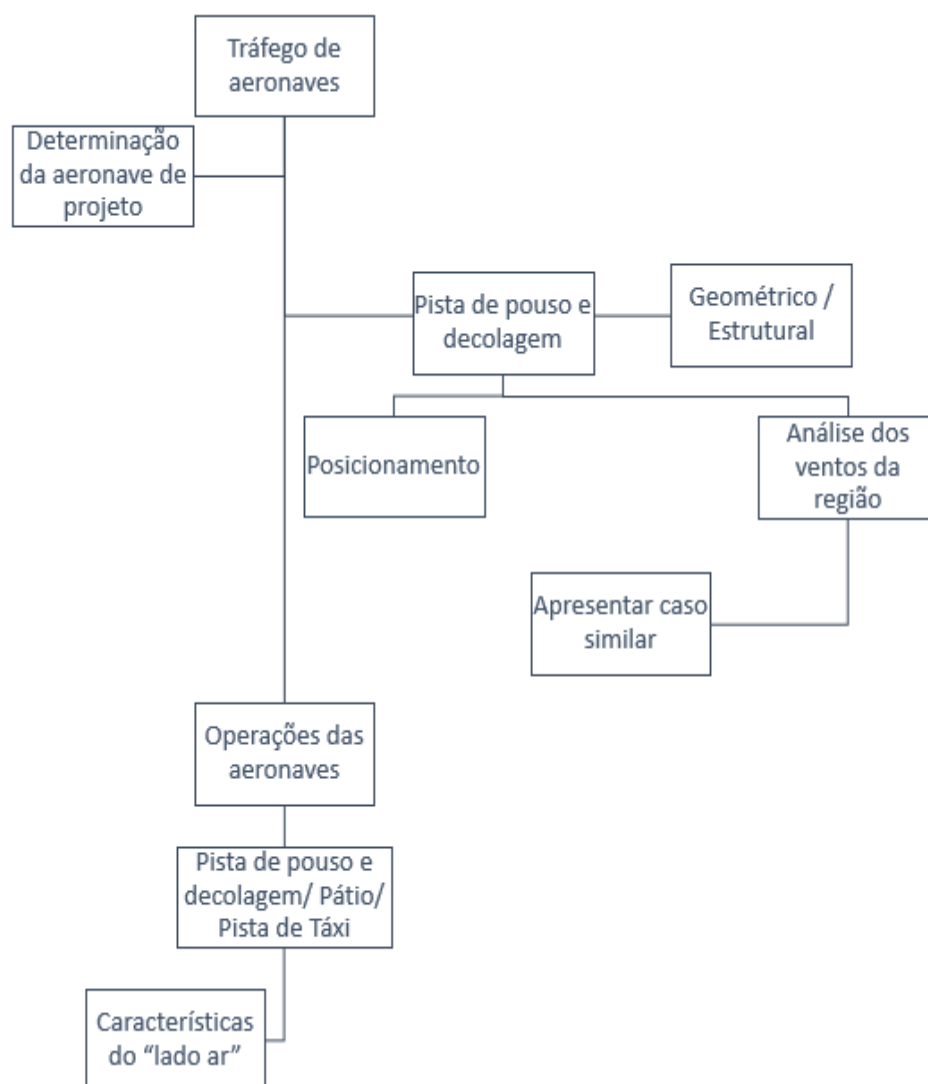 Tráfego de
aeronaves
Determinação
da aeronave de
projeto
Pista de pouso e
decolagem
Geométrico /
Estrutural
Posicionamento
Análise dos
ventos da
região
Apresentar caso
similar
Operações das
aeronaves
Pista de pouso e
decolagem/ Pátio/
Pista de Táxi
Características
do “lado ar”